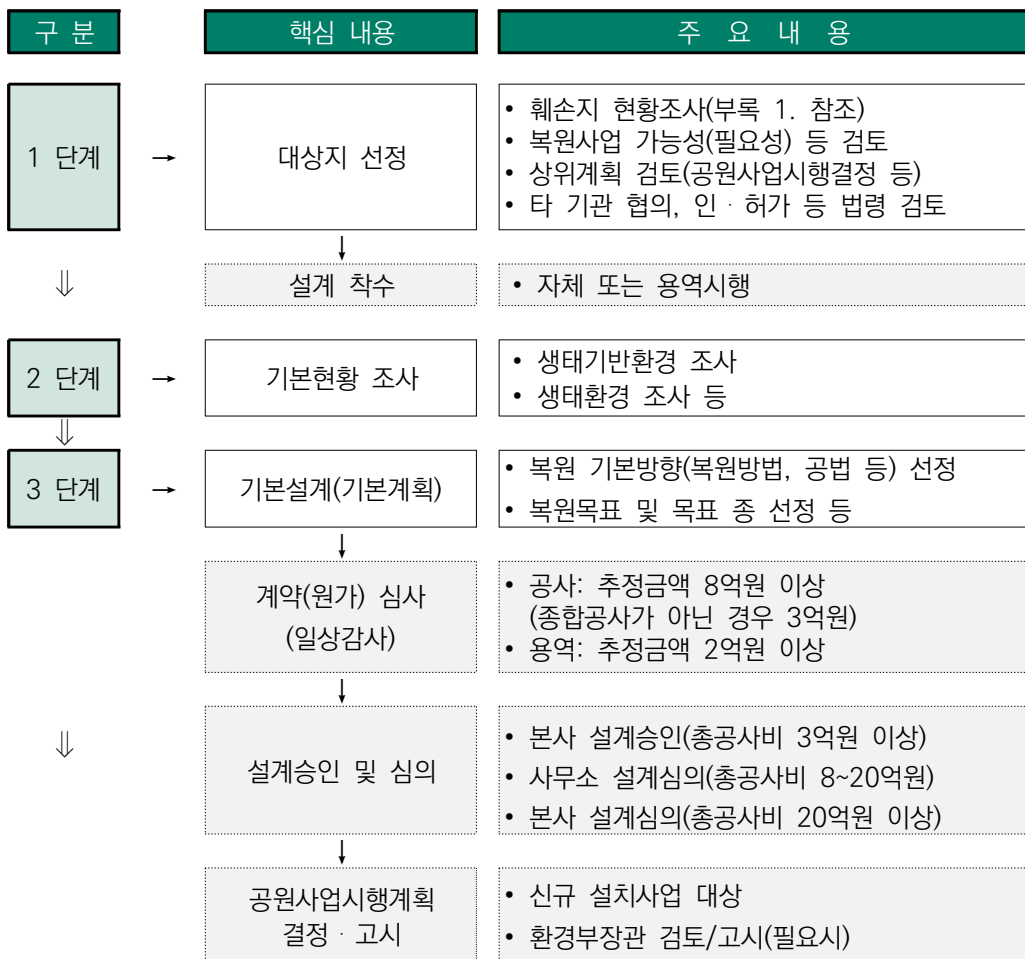 구 분
핵심 내용
주 요 내 용
1 단계
→
대상지 선정
• 훼손지 현황조사(부록 1. 참조)
• 복원사업 가능성(필요성) 등 검토
• 상위계획 검토(공원사업시행결정 등)
• 타 기관 협의, 인ㆍ허가 등 법령 검토
↓
⇓
설계 착수
• 자체 또는 용역시행
2 단계
→
기본현황 조사
• 생태기반환경 조사
• 생태환경 조사 등
⇓
3 단계
→
기본설계(기본계획)
• 복원 기본방향(복원방법, 공법 등) 선정
• 복원목표 및 목표 종 선정 등
↓
계약(원가) 심사
(일상감사)
• 공사: 추정금액 8억원 이상
(종합공사가 아닌 경우 3억원)
• 용역: 추정금액 2억원 이상
↓
⇓
설계승인 및 심의
• 본사 설계승인(총공사비 3억원 이상)
• 사무소 설계심의(총공사비 8~20억원)
• 본사 설계심의(총공사비 20억원 이상)
↓
공원사업시행계획
결정ㆍ고시
• 신규 설치사업 대상
• 환경부장관 검토/고시(필요시)